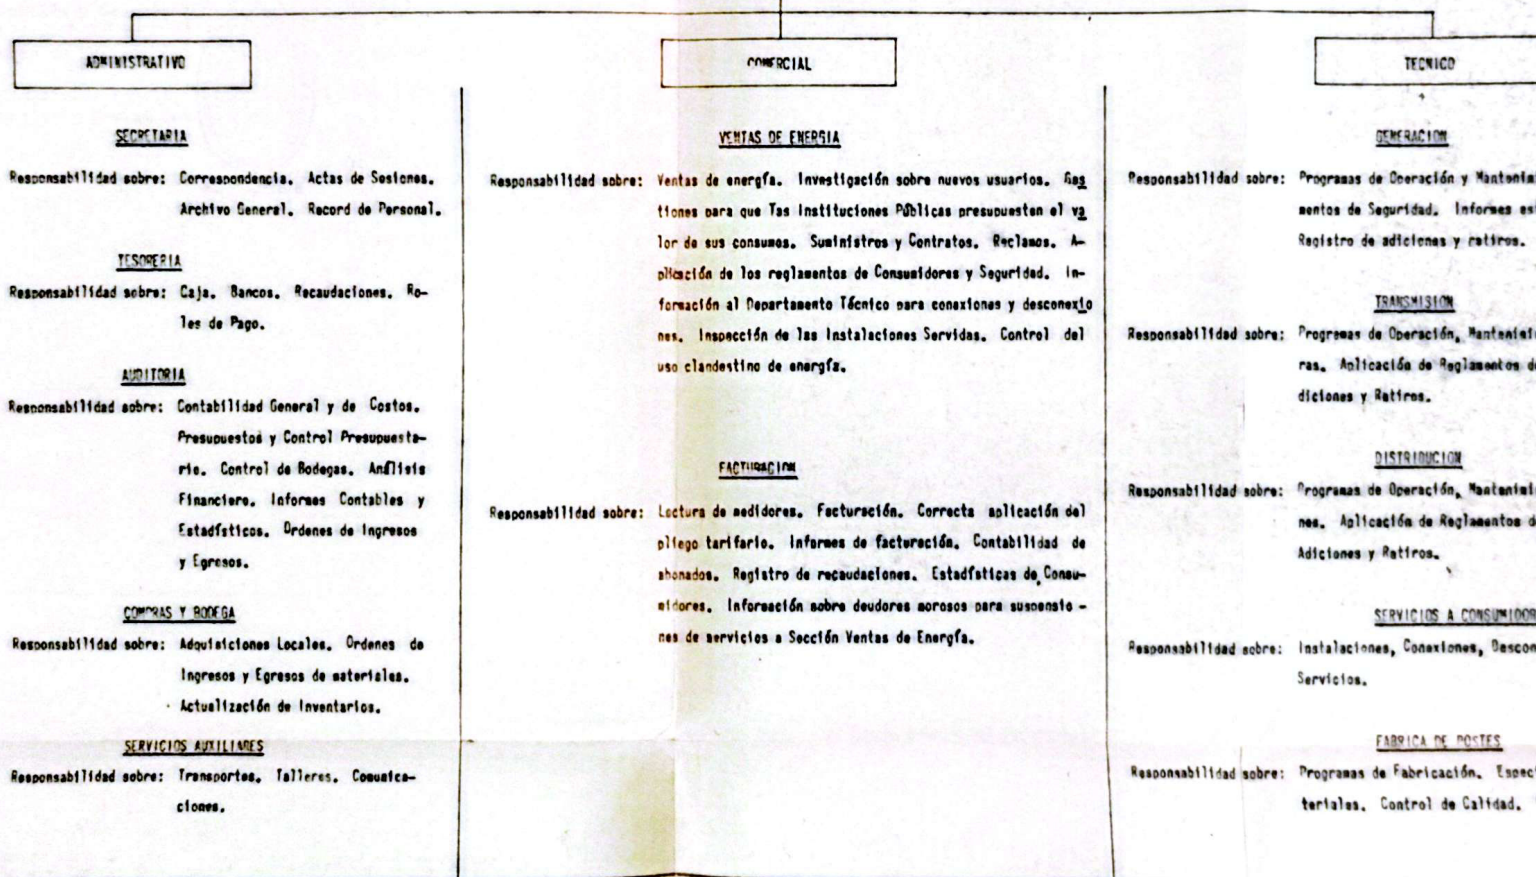 ADMINISTRATIVO
SECRETARIA
Responsabilidad sobre: Correspondencia. Actas de Sesiones.
Archivo General. Record de Personal.
TESORERIA
Responsabilidad sobre: Caja. Bancos. Recaudaciones. Ro-
les de Pago.
AUDITORIA
Responsabilidad sobre: Contabilidad General y de Costos.
Presupuestos y Control Presupuesta-
rio. Control de Bodegas. Análisis
Financiero. Informes Contables y
Estadísticos. Ordenes de Ingresos
y Egresos.
COMPRAS Y BODEGA
Responsabilidad sobre: Adquisiciones Locales. Ordenes de
Ingresos y Egresos de materiales.
Actualización de Inventarios.
SERVICIOS AUXILIARES
Responsabilidad sobre: Transportes. Talleres. Comunica-
ciones.
COMERCIAL
VENTAS DE ENERGIA
Responsabilidad sobre: Ventas de energía. Investigación sobre nuevos usuarios. Ges
tiones para que las Instituciones Públicas presupuesten el va
lor de sus consumos. Suministros y Contratos. Reclamos. A-
plicación de los reglamentos de Consumidores y Seguridad. In-
formación al Departamento Técnico para conexiones y desconexio
nes. Inspección de las Instalaciones Servidas. Control del
uso clandestino de energía.
FACTURACION
Responsabilidad sobre: Lectura de medidores. Facturación. Correcta aplicación del
pliego tarifario. Informes de facturación. Contabilidad de
abonados. Registro de recaudaciones. Estadísticas de Consu-
midores. Información sobre deudores morosos para suspensio-
nes de servicios a Sección Ventas de Energía.
TECNICO
GENERACION
Responsabilidad sobre: Programas de Operación y Mantenimi
mentos de Seguridad. Informes es
Registro de adiciones y retiros.
TRANSMISION
Responsabilidad sobre: Programas de Operación, Mantenimi
ras. Aplicación de Reglamentos d
diciones y Retiros.
DISTRIBUCION
Responsabilidad sobre: Programas de Operación, Mantenimi
nes. Aplicación de Reglamentos d
Adiciones y Retiros.
SERVICIOS A CONSUMIDOR
Responsabilidad sobre: Instalaciones, Conexiones, Descon
Servicios.
FABRICA DE POSTES
Responsabilidad sobre: Programas de Fabricación. Espec
teriales. Control de Calidad.